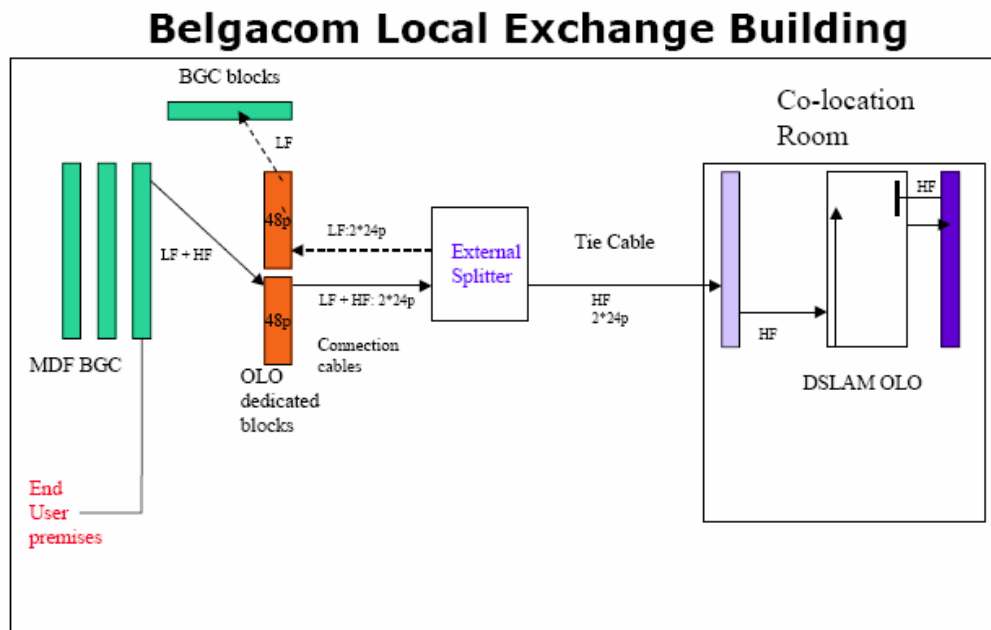 Belgacom Local Exchange Building
BGC blocks
LF
Co-location
Room
48p
LF:2*24p
External
Splitter
Tie Cable
HF
LF + HF
48p
LF + HF: 2*24p
HF
2*24p
HF
Connection
cables
MDF BGC
OLO
dedicated
blocks
DSLAM OLO
End
User
premises